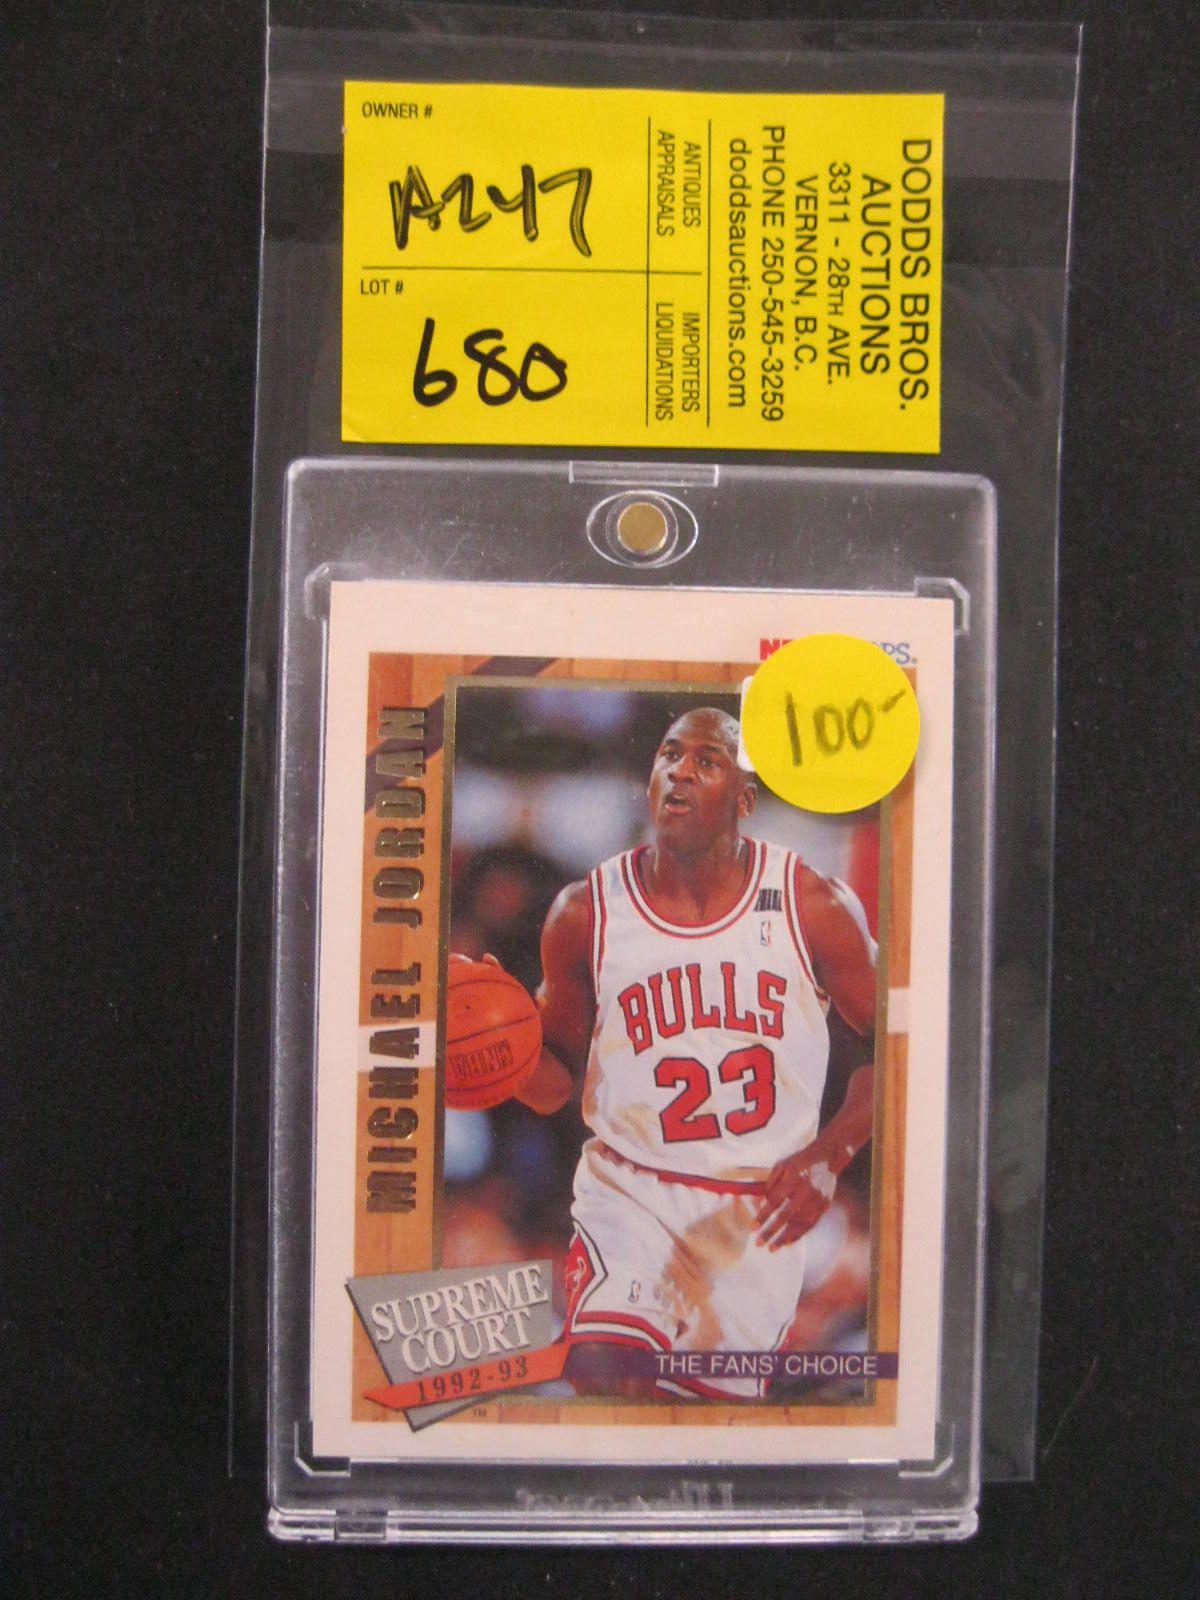 DODDS BROS.
AUCTIONS
3311 - 28TH AVE.
VERNON, B.C.
PHONE 250-545-3259
doddsauctions.com
ANTIQUES IMPORTERS
APPRAISALS LIQUIDATIONS
OWNER #
A247
LOT #
680
100-
MICHAEL JORDAN
BULLS
23
SUPREME
COURT
1992-93
TM
THE FANS' CHOICE